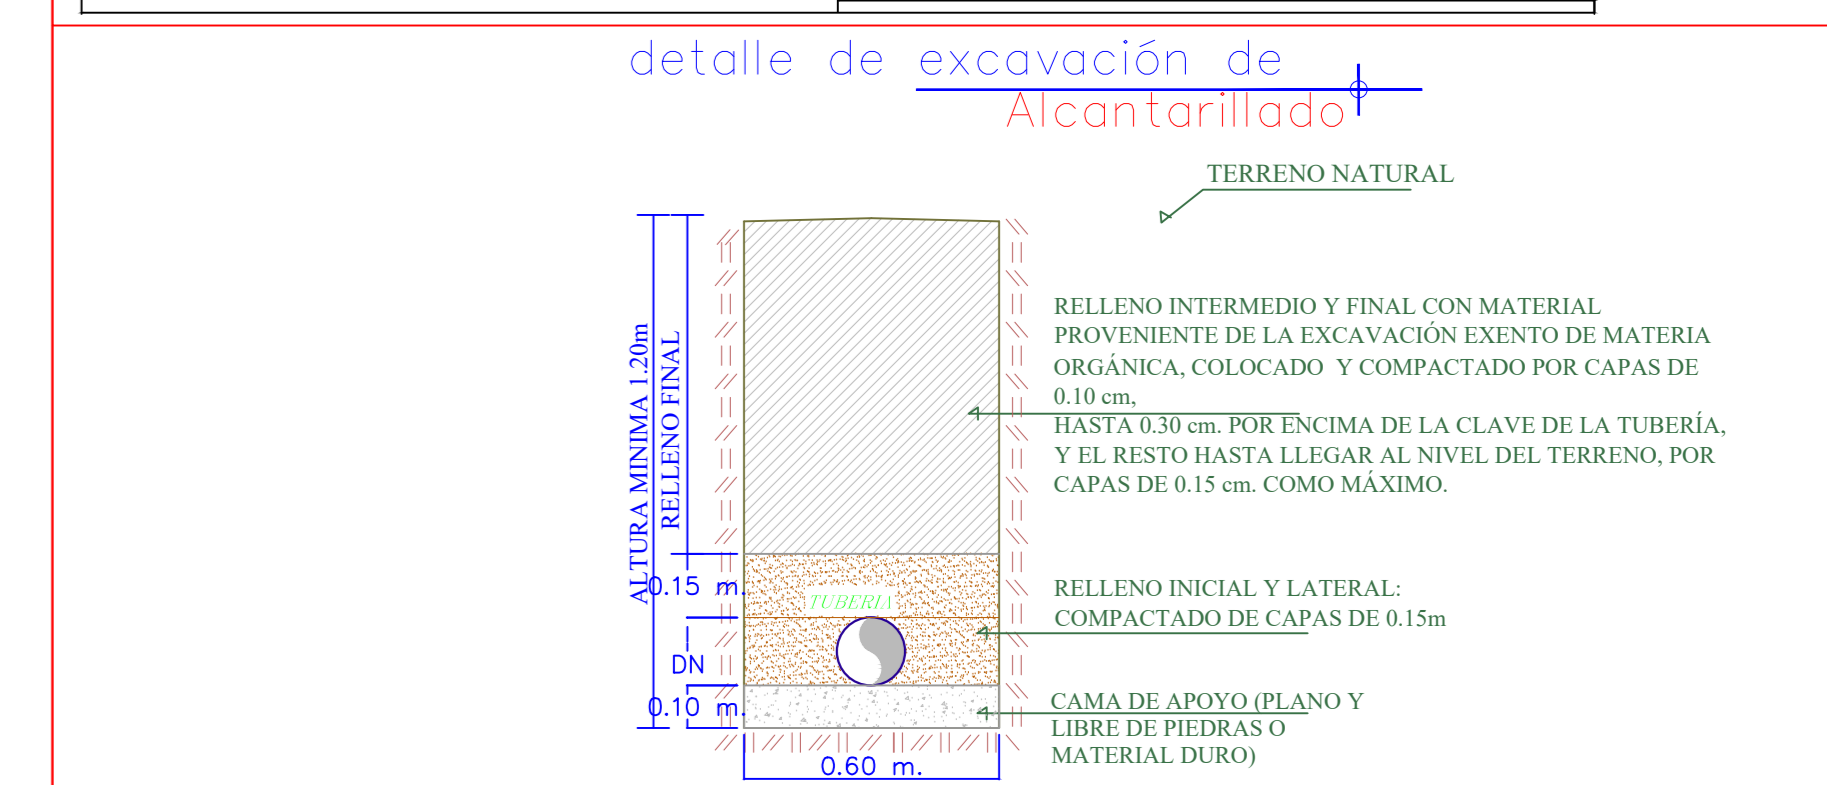 detalle de excavación de
Alcantarillado
TERRENO NATURAL
ALTURA MINIMA 1.20m
RELLENO FINAL
RELLENO INTERMEDIO Y FINAL CON MATERIAL
PROVENIENTE DE LA EXCAVACIÓN EXENTO DE MATERIA
ORGÁNICA, COLOCADO Y COMPACTADO POR CAPAS DE
0.10 cm,
HASTA 0.30 cm. POR ENCIMA DE LA CLAVE DE LA TUBERÍA,
Y EL RESTO HASTA LLEGAR AL NIVEL DEL TERRENO, POR
CAPAS DE 0.15 cm. COMO MÁXIMO.
0.15 m.
TUBERIA
RELLENO INICIAL Y LATERAL:
COMPACTADO DE CAPAS DE 0.15m
DN
0.10 m.
CAMA DE APOYO (PLANO Y
LIBRE DE PIEDRAS O
MATERIAL DURO)
0.60 m.